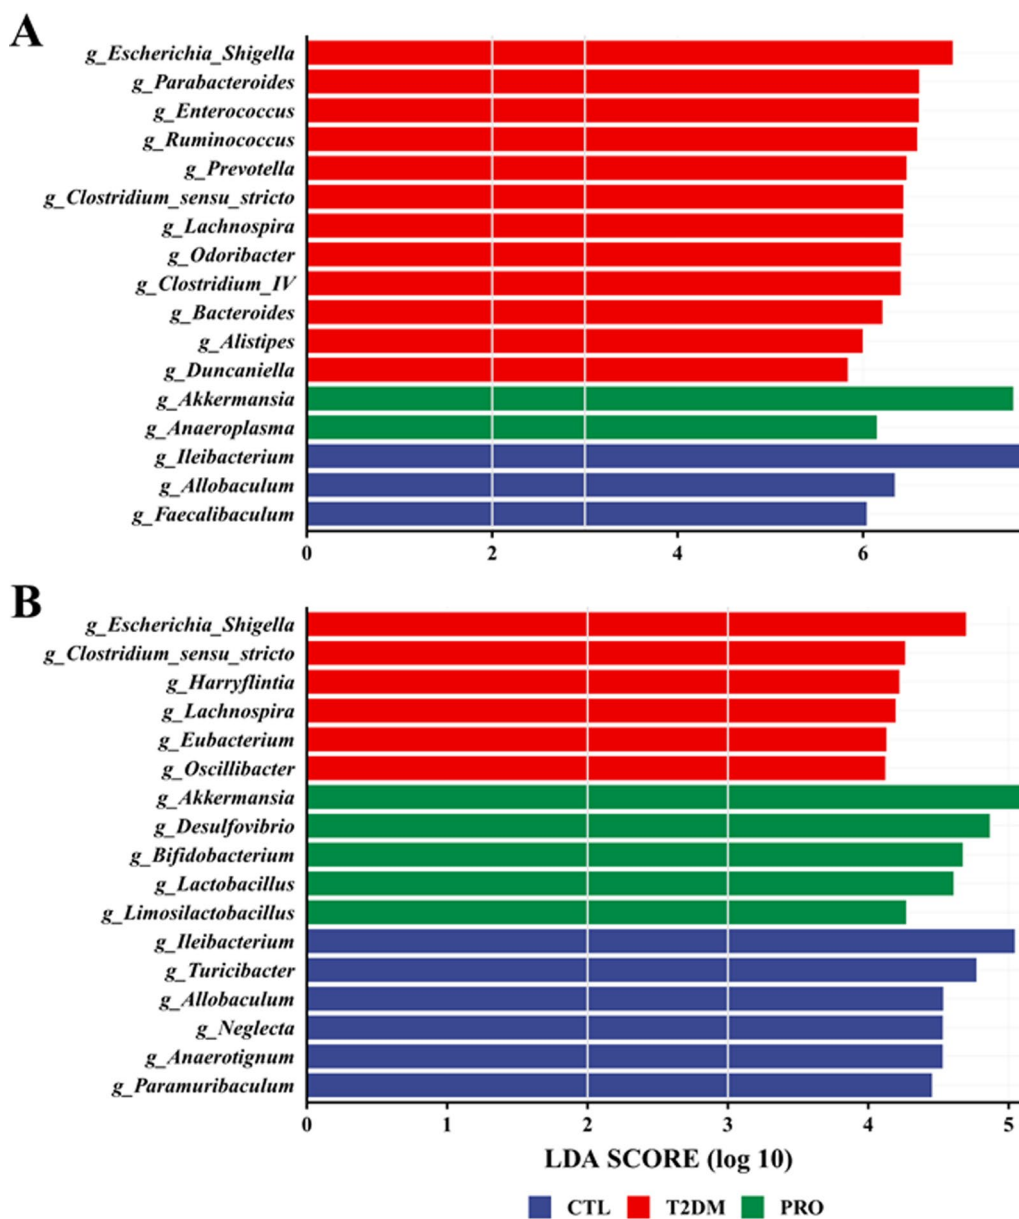 A
g_Escherichia_Shigella
g_Parabacteroides
g_Enterococcus
g_Ruminococcus
g_Prevotella
g_Clostridium_sensu_stricto
g_Lachnospira
g_Odoribacter
g_Clostridium_IV
g_Bacteroides
g_Alistipes
g_Duncaniella
g_Akkermansia
g_Anaeroplasma
g_Ileibacterium
g_Allobaculum
g_Faecalibaculum
0 2 4 6
B
g_Escherichia_Shigella
g_Clostridium_sensu_stricto
g_Harryflintia
g_Lachnospira
g_Eubacterium
g_Oscillibacter
g_Akkermansia
g_Desulfovibrio
g_Bifidobacterium
g_Lactobacillus
g_Limosilactobacillus
g_Ileibacterium
g_Turicibacter
g_Allobaculum
g_Neglecta
g_Anaerotignum
g_Paramuribaculum
0 1 2 3 4 5
LDA SCORE (log 10)
CTL T2DM PRO